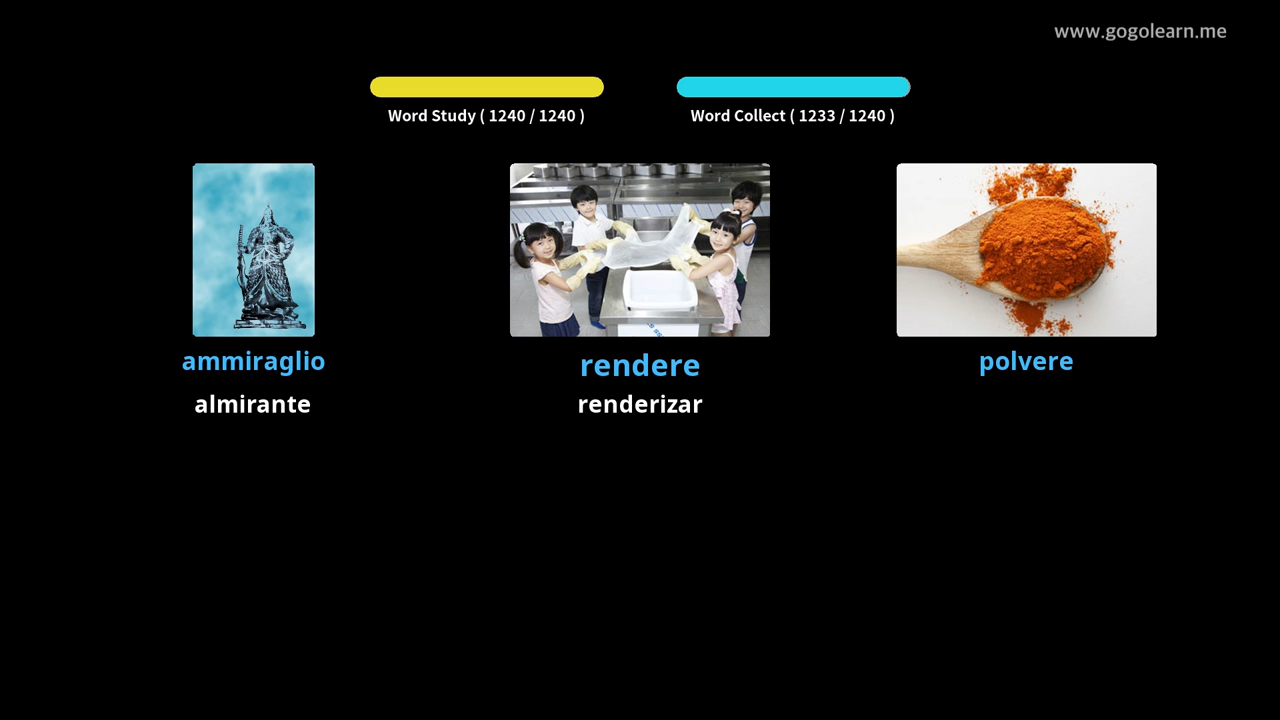 www.gogolearn.me
Word Study ( 1240 / 1240 )
Word Collect ( 1233 / 1240 )
ammiraglio
rendere
polvere
almirante
renderizar